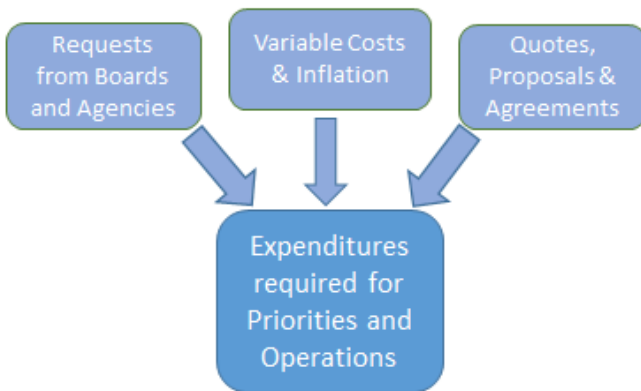 Requests
from Boards
and Agencies
Variable Costs
& Inflation
Quotes,
Proposals &
Agreements
Expenditures
required for
Priorities and
Operations